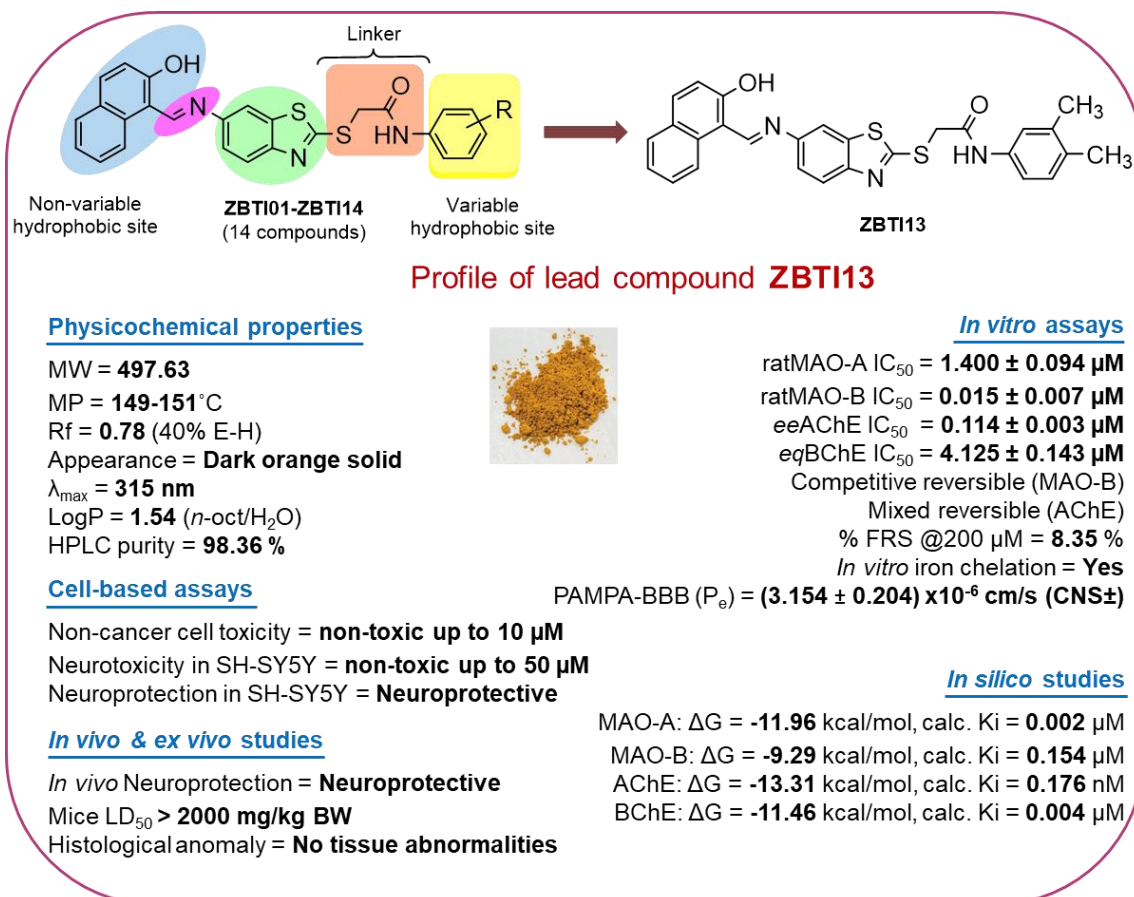 Linker
OH
N
S
N
S
O
HN
R
Non-variable
hydrophobic site
ZBTI01-ZBTI14
(14 compounds)
Variable
hydrophobic site
OH
N
S
N
S
O
HN
CH3
CH3
ZBTI13
Profile of lead compound ZBTI13
Physicochemical properties
MW = 497.63
MP = 149-151°C
Rf = 0.78 (40% E-H)
Appearance = Dark orange solid
λmax = 315 nm
LogP = 1.54 (n-oct/H2O)
HPLC purity = 98.36 %
Cell-based assays
Non-cancer cell toxicity = non-toxic up to 10 µM
Neurotoxicity in SH-SY5Y = non-toxic up to 50 µM
Neuroprotection in SH-SY5Y = Neuroprotective
In vivo & ex vivo studies
In vivo Neuroprotection = Neuroprotective
Mice LD50 > 2000 mg/kg BW
Histological anomaly = No tissue abnormalities
In vitro assays
ratMAO-A IC50 = 1.400 ± 0.094 µM
ratMAO-B IC50 = 0.015 ± 0.007 µM
eeAChE IC50 = 0.114 ± 0.003 µM
eqBChE IC50 = 4.125 ± 0.143 µM
Competitive reversible (MAO-B)
Mixed reversible (AChE)
% FRS @200 µM = 8.35 %
In vitro iron chelation = Yes
PAMPA-BBB (Pe) = (3.154 ± 0.204) x10-6 cm/s (CNS±)
In silico studies
MAO-A: ΔG = -11.96 kcal/mol, calc. Ki = 0.002 µM
MAO-B: ΔG = -9.29 kcal/mol, calc. Ki = 0.154 µM
AChE: ΔG = -13.31 kcal/mol, calc. Ki = 0.176 nM
BChE: ΔG = -11.46 kcal/mol, calc. Ki = 0.004 µM